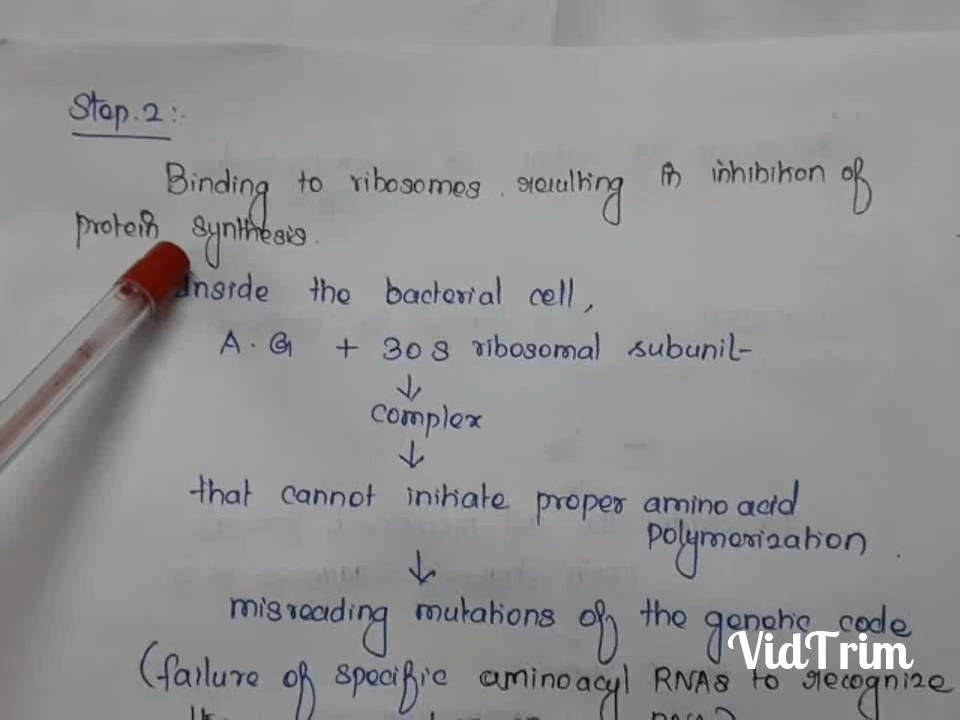 Step.2:-
Binding to ribosomes resulting in inhibition of
protein synthesis.
Inside the bacterial cell,
A.G + 30S ribosomal subunit
↓
complex
↓
that cannot initiate proper amino acid
polymerization.
↓
misreading mutations of the genetic code
(failure of specific aminoacyl RNAs to recognize
VidTrim